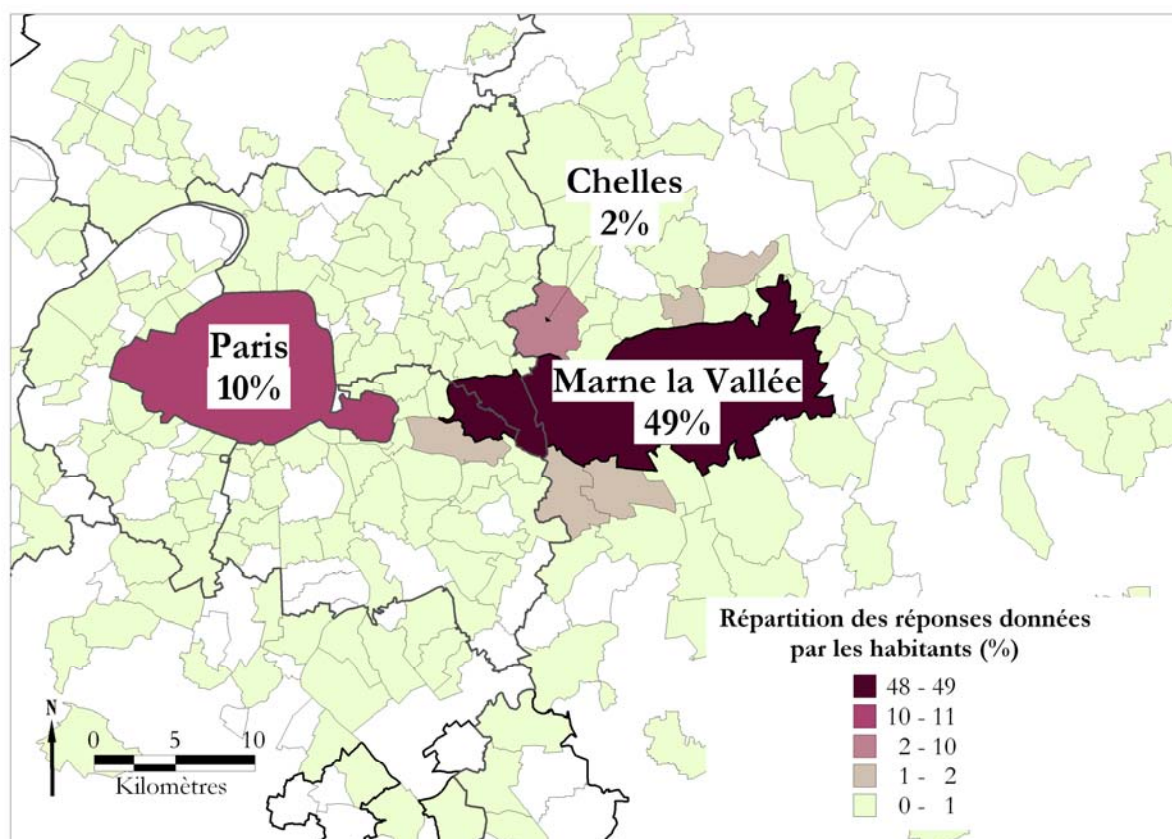 Chelles
2%
Paris
10%
Marne la Vallée
49%
Répartition des réponses données
par les habitants (%)
48 - 49
10 - 11
2 - 10
1 - 2
0 - 1
N
0 5 10
Kilomètres